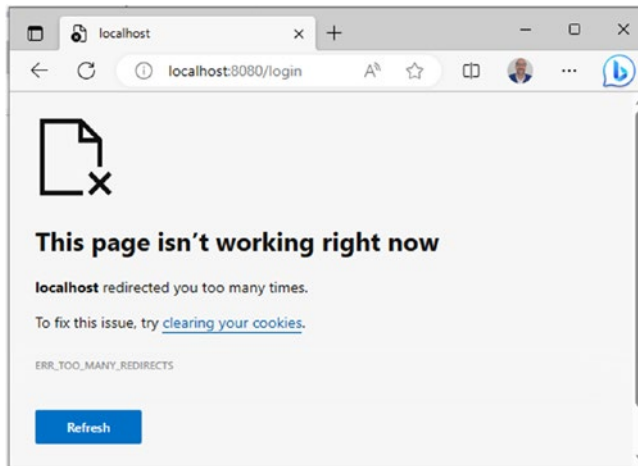 localhost
localhost:8080/login
This page isn’t working right now
localhost redirected you too many times.
To fix this issue, try clearing your cookies.
ERR_TOO_MANY_REDIRECTS
Refresh